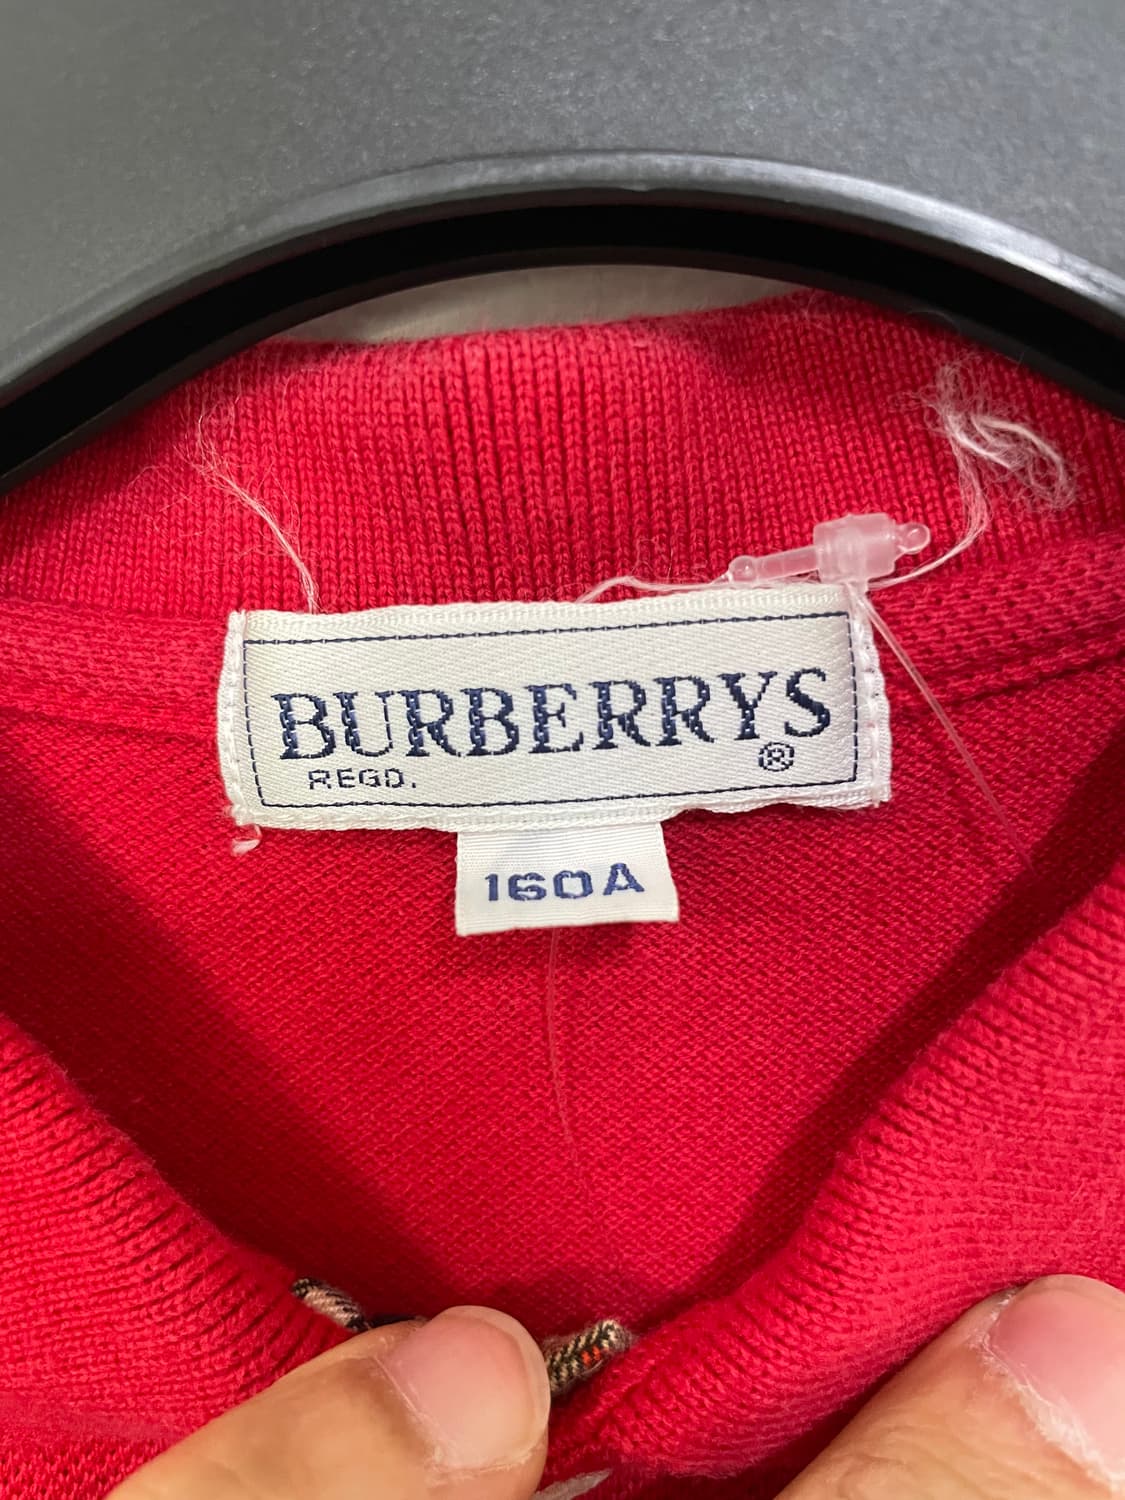 BURBERRYS
REGD. ®
160A